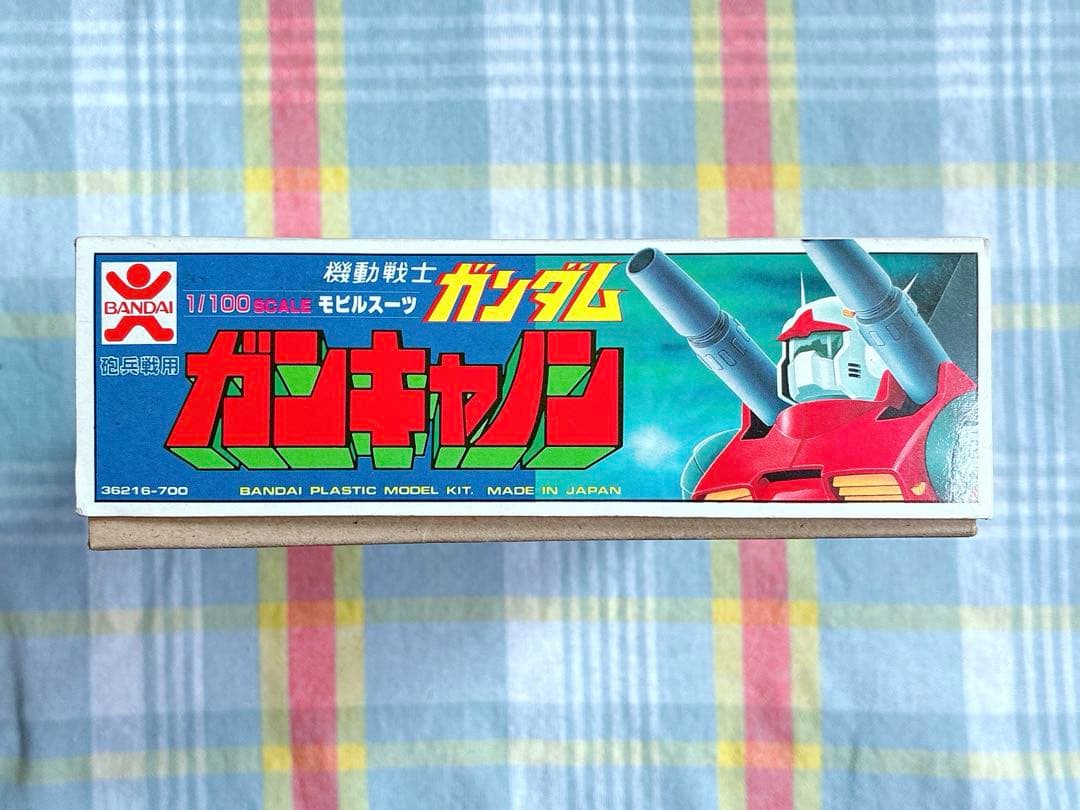 BANDAI
機動戦士 ガンダム
1/100 SCALE モビルスーツ
砲兵戦用
ガンキャノン
36216-700
BANDAI PLASTIC MODEL KIT. MADE IN JAPAN